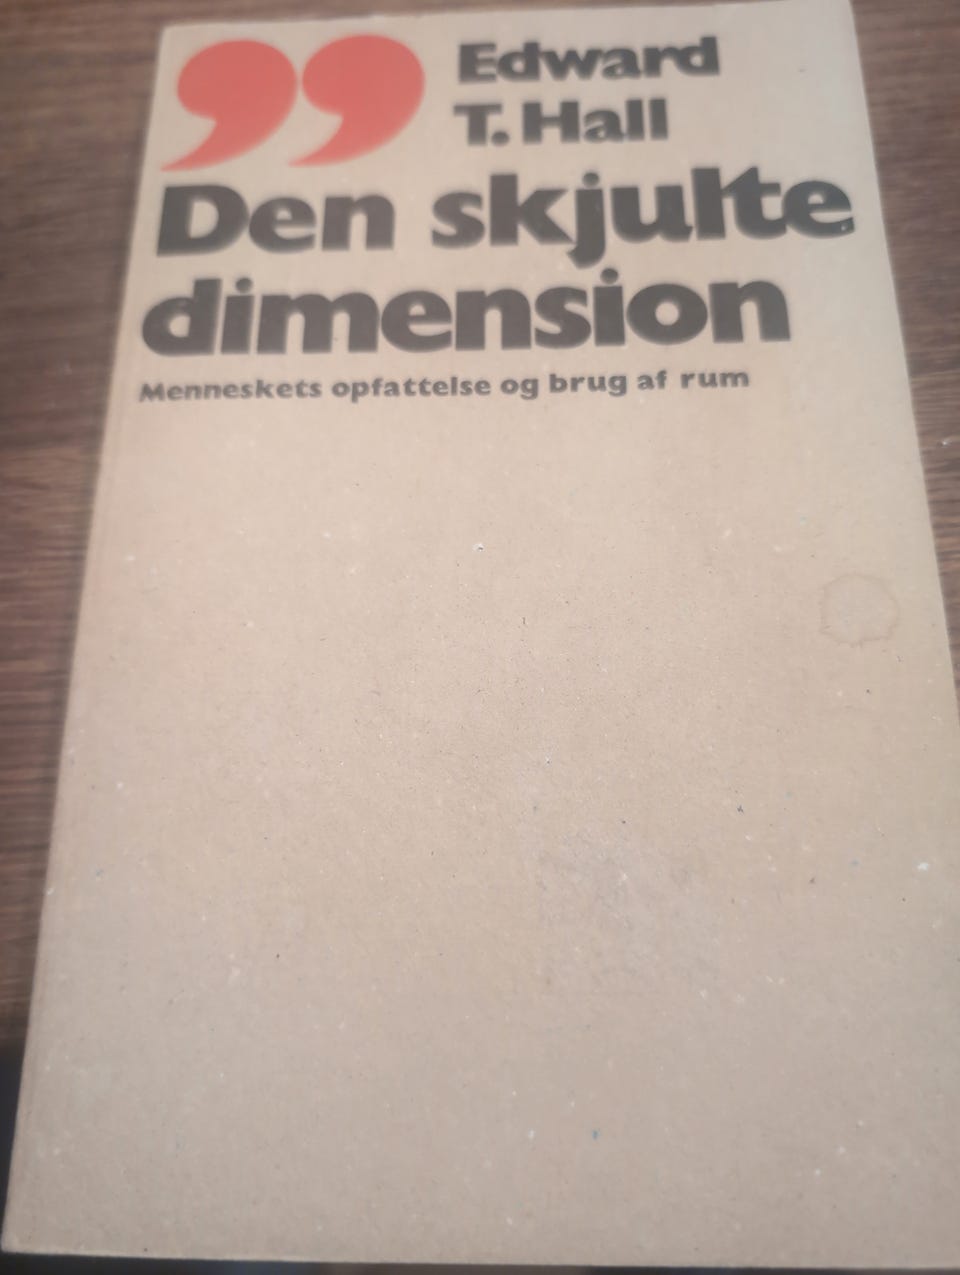 Edward
T. Hall
Den skjulte
dimension
Menneskets opfattelse og brug af rum